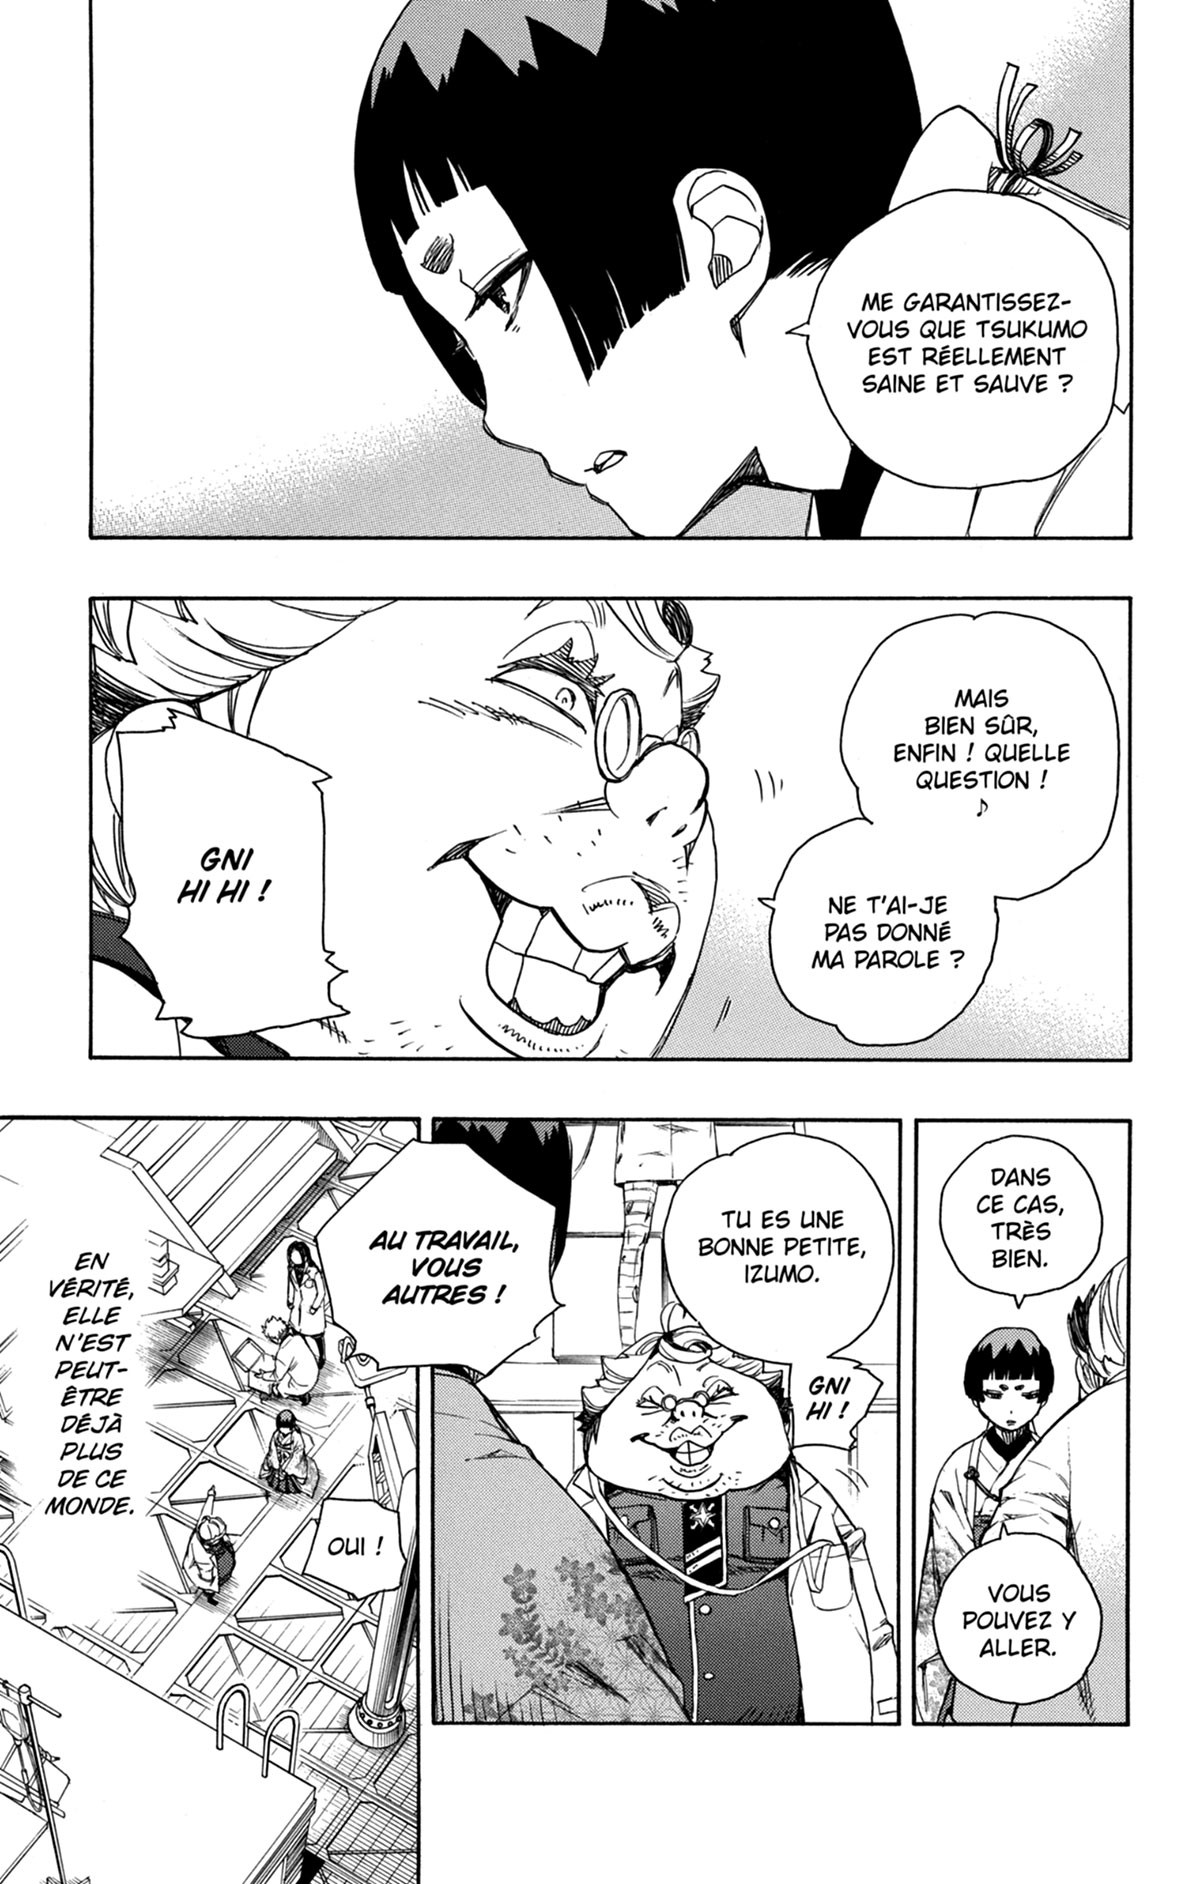 ME GARANTISSEZ-
VOUS QUE TSUKUMO
EST RÉELLEMENT
SAINE ET SAUVE ?
MAIS
BIEN SÛR,
ENFIN ! QUELLE
QUESTION !
♪
NE T'AI-JE
PAS DONNÉ
MA PAROLE ?
GNI
HI HI !
DANS
CE CAS,
TRÈS
BIEN.
VOUS
POUVEZ Y
ALLER.
TU ES UNE
BONNE PETITE,
IZUMO.
GNI
HI !
AU TRAVAIL,
VOUS
AUTRES !
OUI !
EN
VÉRITÉ,
ELLE
N'EST
PEUT-
ÊTRE
DÉJÀ
PLUS
DE CE
MONDE.